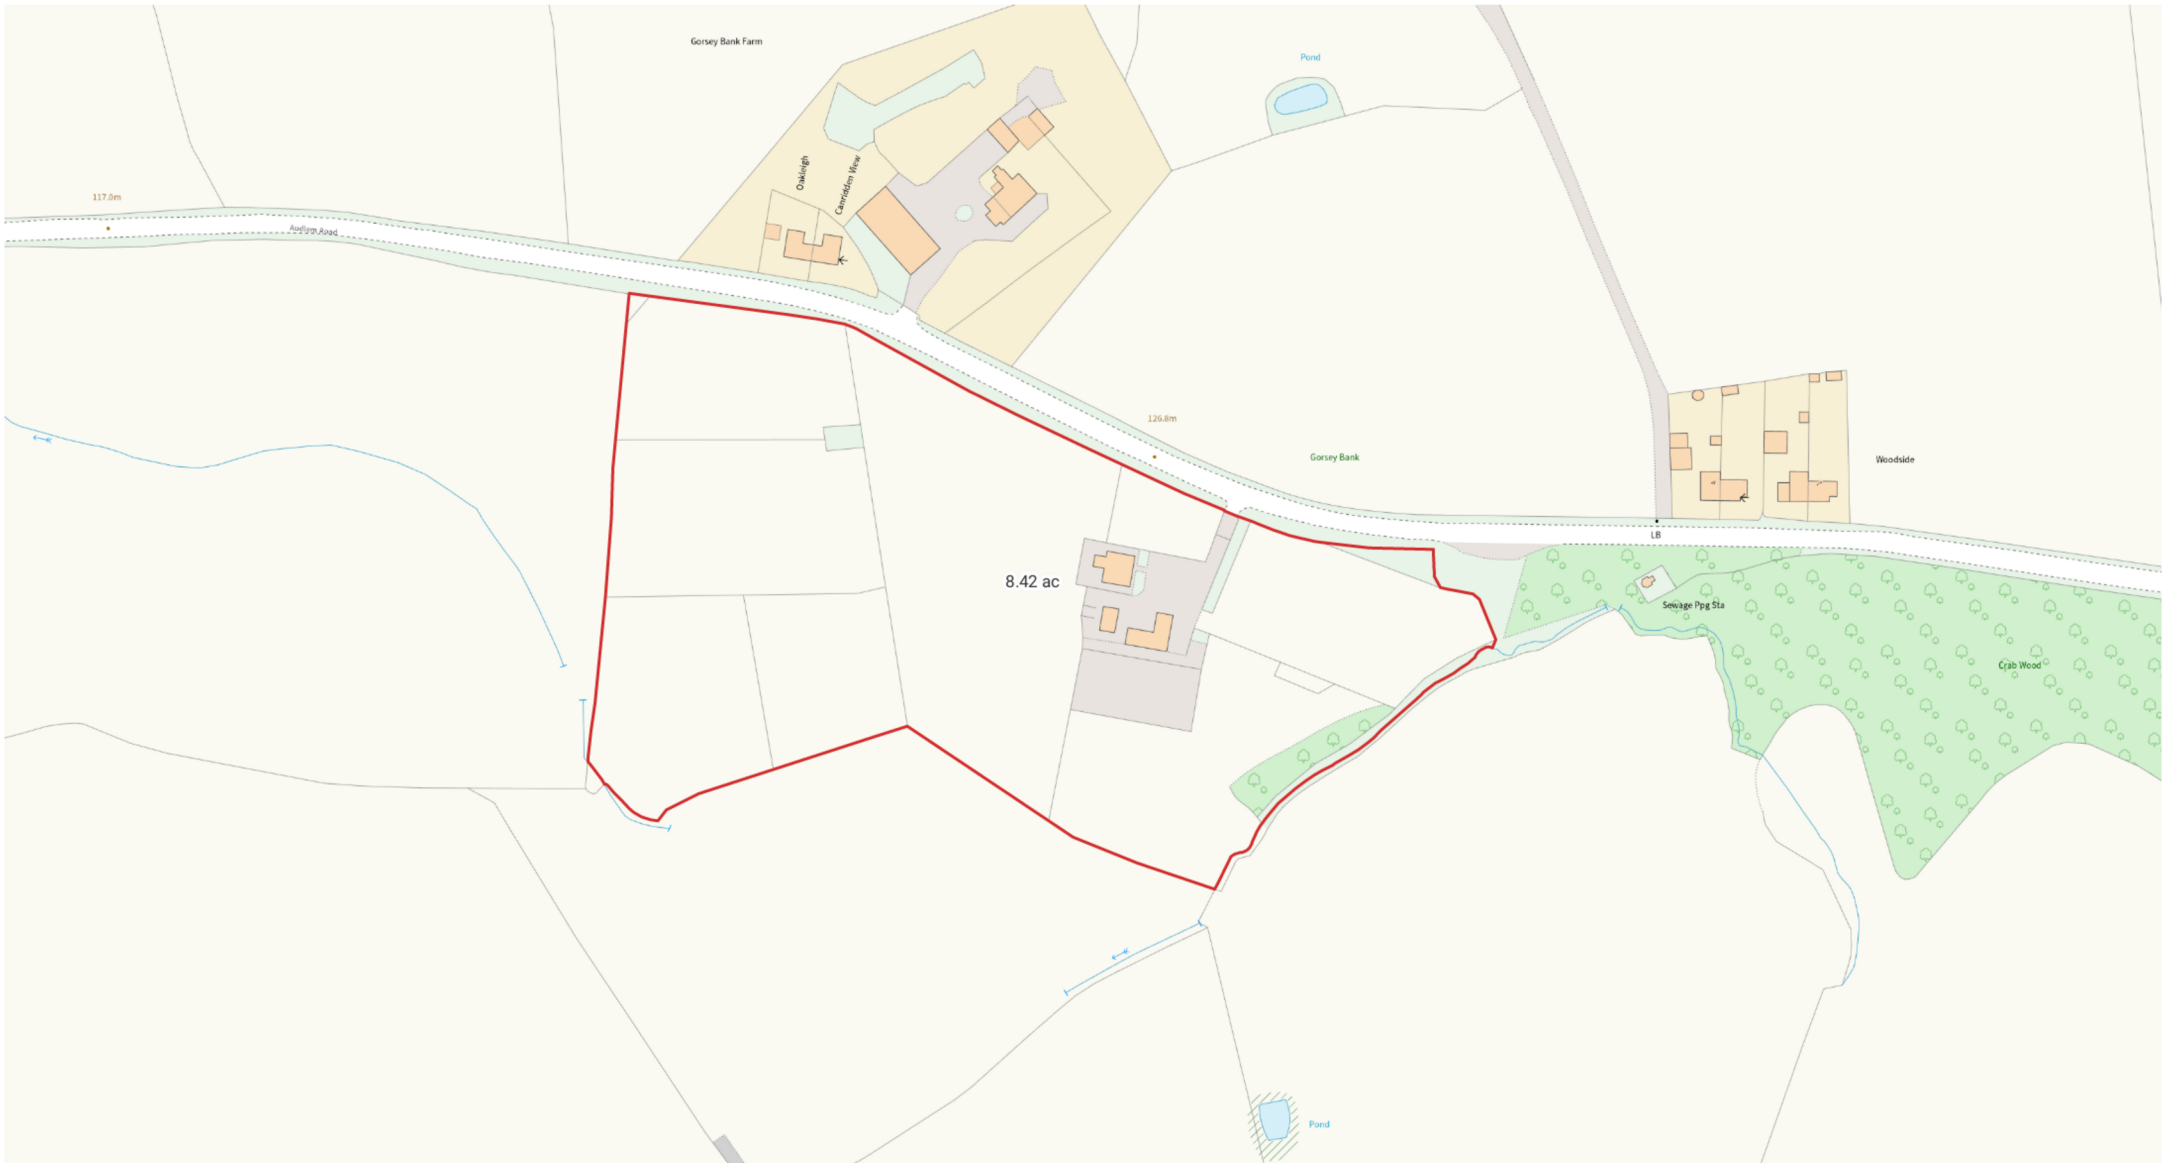 Gorsey Bank Farm
Pond
Oakleigh
Canridden View
117.0m
Audlem Road
126.8m
Gorsey Bank
Woodside
LB
8.42 ac
Sewage Ppg Sta
Crab Wood
Pond